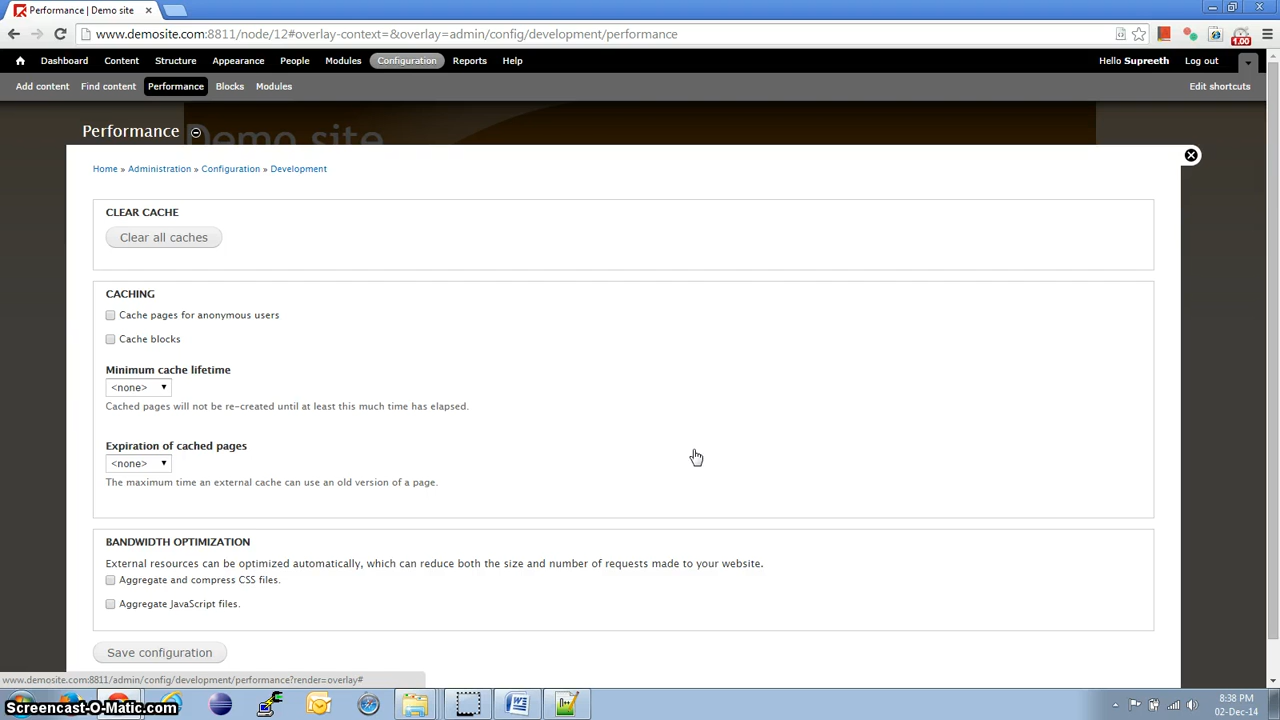 Performance | Demo site
www.demosite.com:8811/node/12#overlay-context=&overlay=admin/config/development/performance
1.00
Dashboard Content Structure Appearance People Modules Configuration Reports Help Hello Supreeth Log out
Add content Find content Performance Blocks Modules Edit shortcuts
Demo site
Performance
Home » Administration » Configuration » Development
CLEAR CACHE
Clear all caches
CACHING
Cache pages for anonymous users
Cache blocks
Minimum cache lifetime
<none>
Cached pages will not be re-created until at least this much time has elapsed.
Expiration of cached pages
<none>
The maximum time an external cache can use an old version of a page.
BANDWIDTH OPTIMIZATION
External resources can be optimized automatically, which can reduce both the size and number of requests made to your website.
Aggregate and compress CSS files.
Aggregate JavaScript files.
Save configuration
www.demosite.com:8811/admin/config/development/performance?render=overlay#
8:38 PM
Screencast-O-Matic.com
02-Dec-14